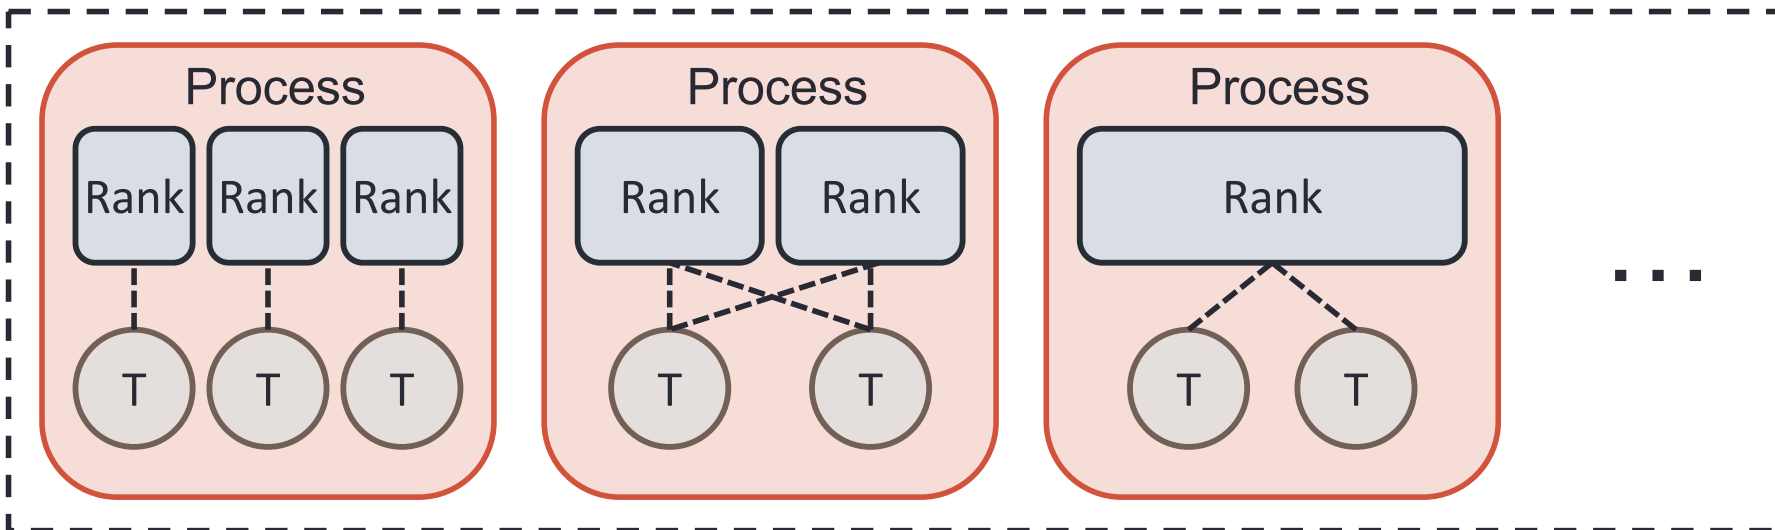 Process
Rank Rank Rank
T T T
Process
Rank Rank
T T
Process
Rank
T T
...